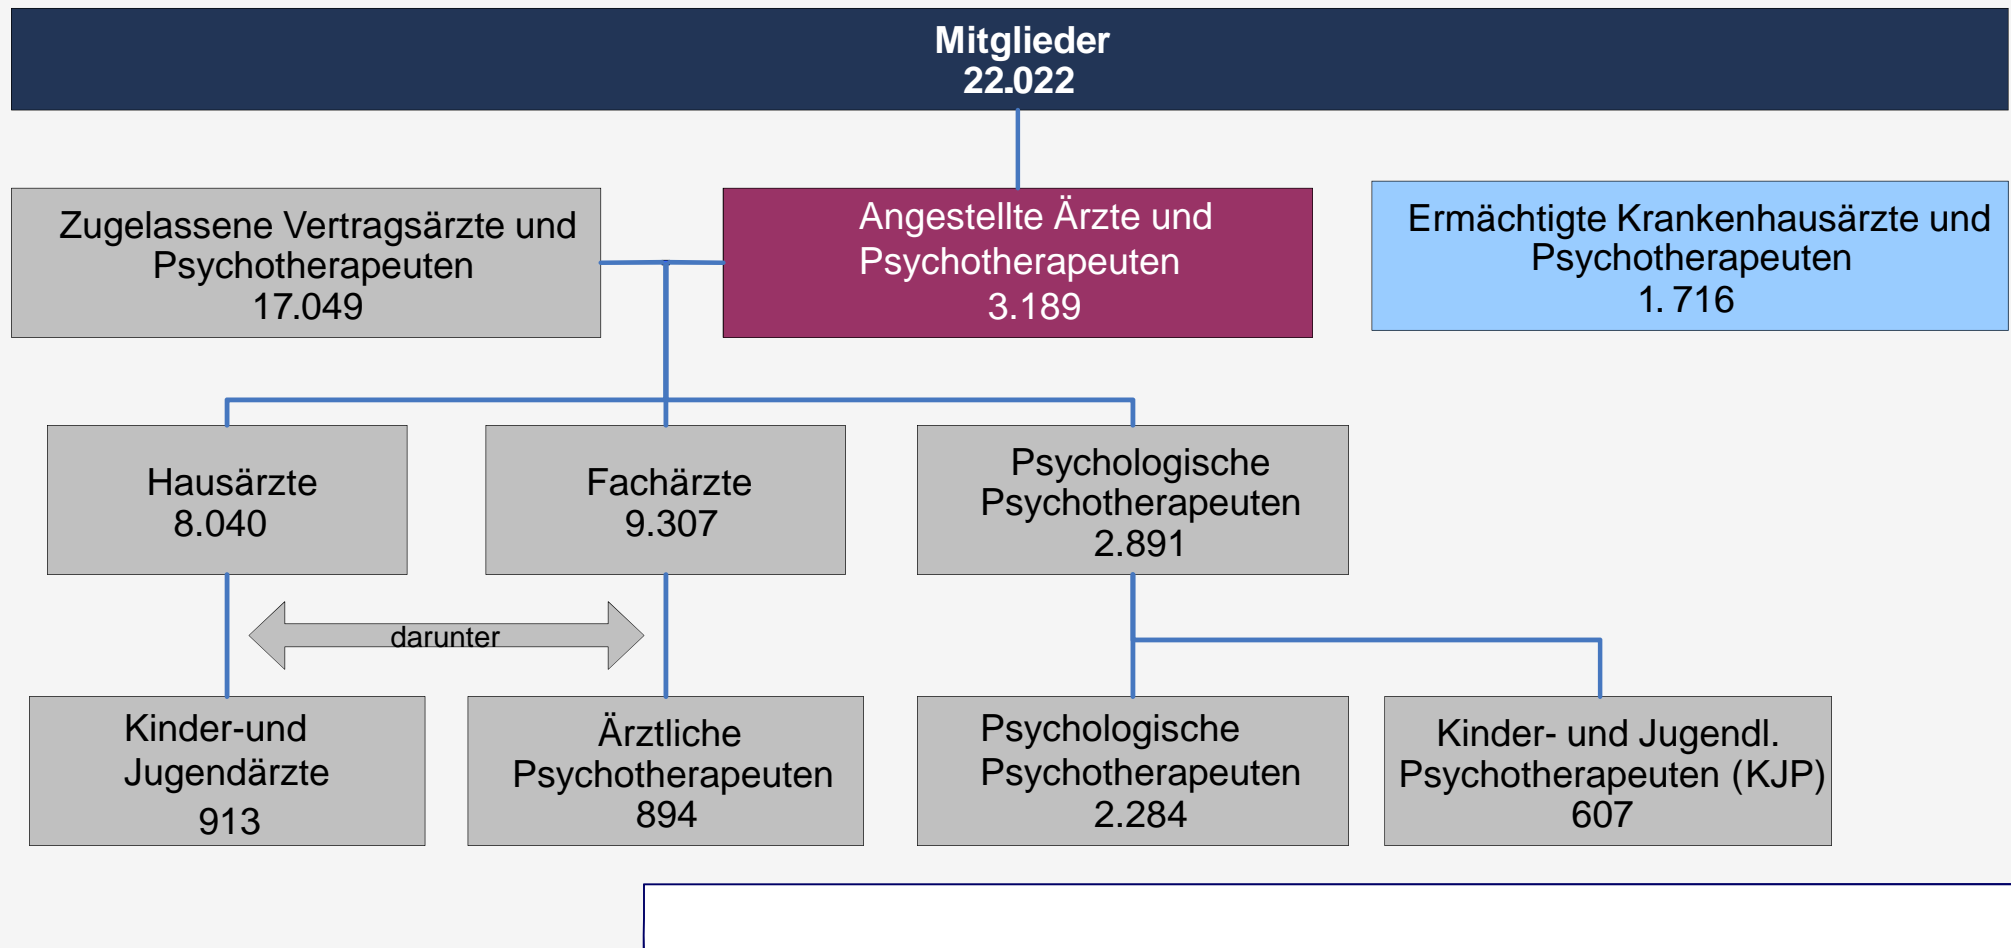 Mitglieder
22.022
Zugelassene Vertragsärzte und
Psychotherapeuten
17.049
Angestellte Ärzte und
Psychotherapeuten
3.189
Ermächtigte Krankenhausärzte und
Psychotherapeuten
1. 716
Hausärzte
8.040
Fachärzte
9.307
Psychologische
Psychotherapeuten
2.891
darunter
Kinder-und
Jugendärzte
913
Ärztliche
Psychotherapeuten
894
Psychologische
Psychotherapeuten
2.284
Kinder- und Jugendl.
Psychotherapeuten (KJP)
607